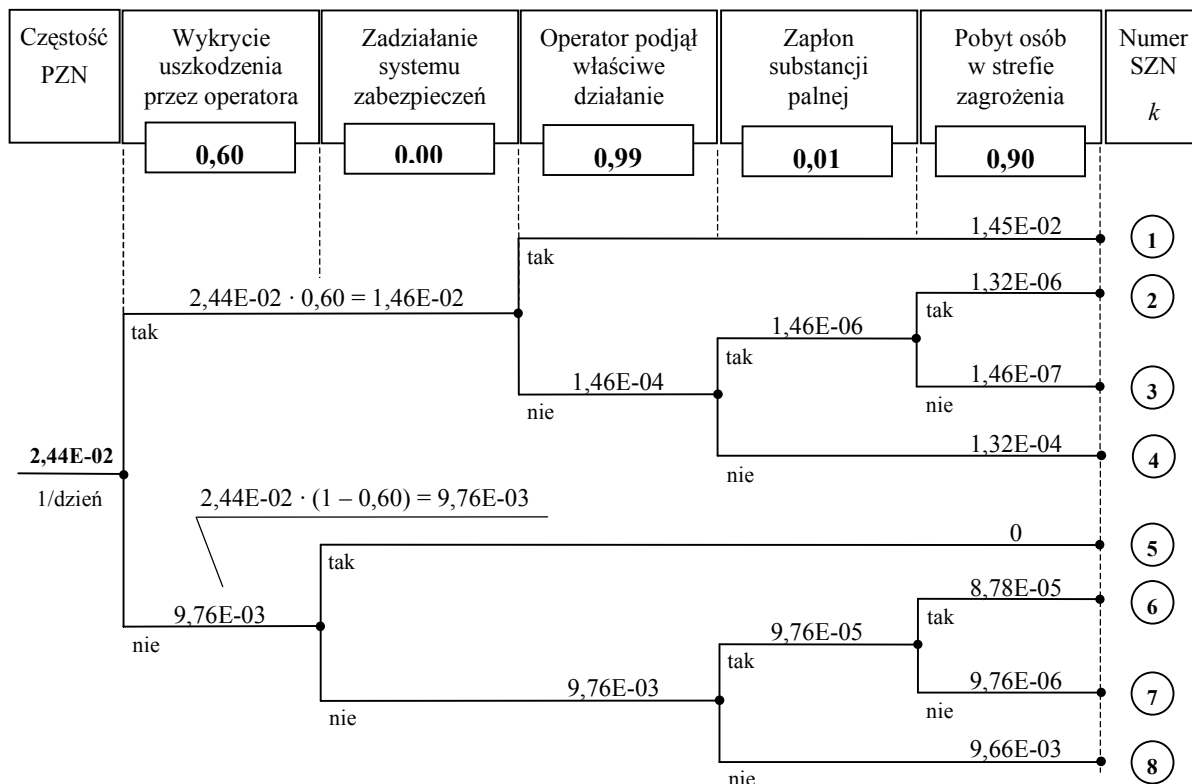 Częstość
PZN
Wykrycie
uszkodzenia
przez operatora
0,60
Zadziałanie
systemu
zabezpieczeń
0,00
Operator podjął
właściwe
działanie
0,99
Zapłon
substancji
palnej
0,01
Pobyt osób
w strefie
zagrożenia
0,90
Numer
SZN
k
1,45E-02
1
tak
2,44E-02 · 0,60 = 1,46E-02
tak
1,32E-06
2
tak
1,46E-06
tak
1,46E-04
nie
1,46E-07
3
nie
1,32E-04
4
nie
2,44E-02
1/dzień
2,44E-02 · (1 – 0,60) = 9,76E-03
0
5
tak
9,76E-03
nie
8,78E-05
6
tak
9,76E-05
tak
9,76E-03
nie
9,76E-06
7
nie
9,66E-03
8
nie